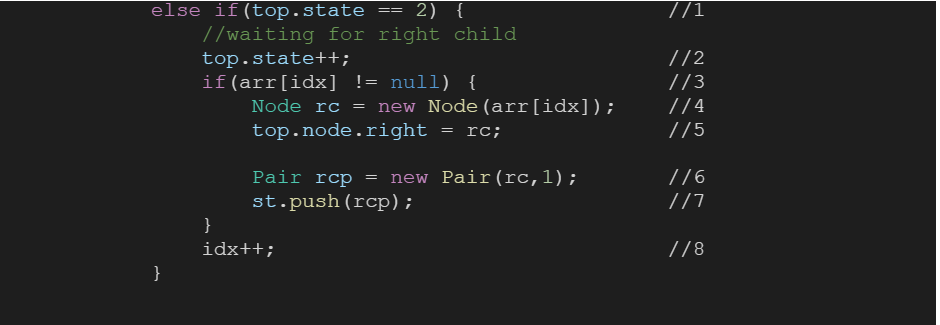 else if(top.state == 2) { //1
//waiting for right child
top.state++; //2
if(arr[idx] != null) { //3
Node rc = new Node(arr[idx]); //4
top.node.right = rc; //5
Pair rcp = new Pair(rc,1); //6
st.push(rcp); //7
}
idx++; //8
}